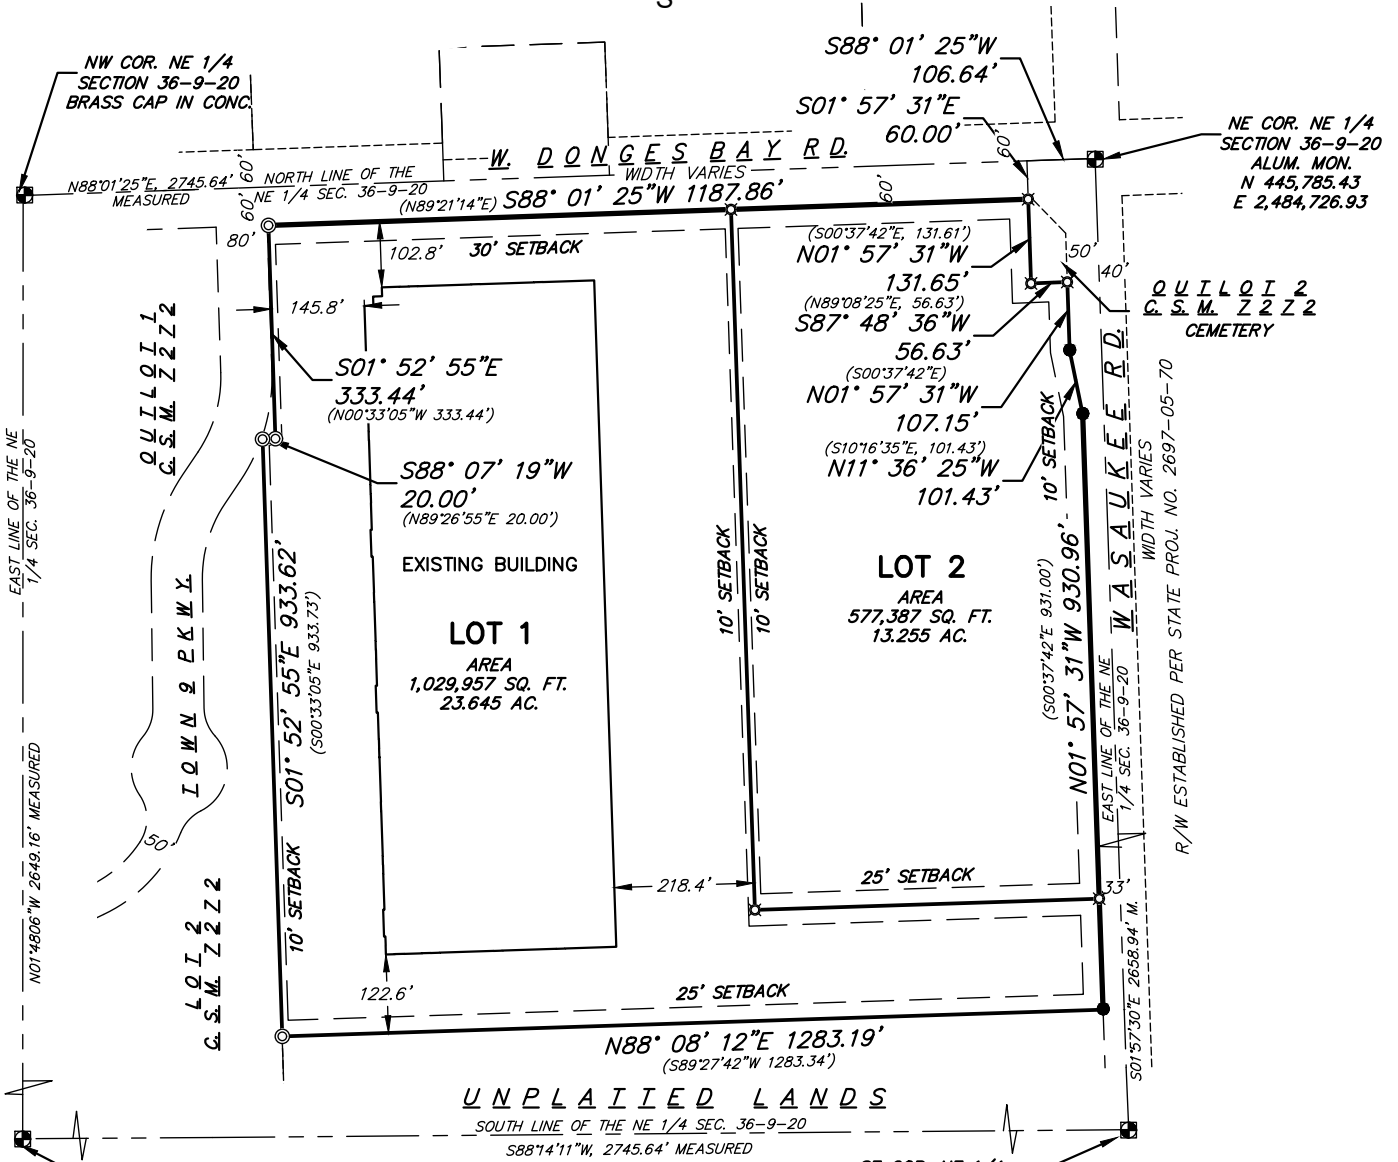 S
NW COR. NE 1/4
SECTION 36-9-20
BRASS CAP IN CONC.
S88° 01' 25"W
106.64'
S01° 57' 31"E
60.00'
60'
NE COR. NE 1/4
SECTION 36-9-20
ALUM. MON.
N 445,785.43
E 2,484,726.93
W. DONGES BAY RD.
WIDTH VARIES
N88°01'25"E, 2745.64'
MEASURED
60'
60'
NORTH LINE OF THE
NE 1/4 SEC. 36-9-20
(N89°21'14"E)
S88° 01' 25"W 1187.86'
60'
80'
102.8'
30' SETBACK
145.8'
(S00°37'42"E, 131.61')
N01° 57' 31"W
131.65'
(N89°08'25"E, 56.63')
S87° 48' 36"W
56.63'
(S00°37'42"E)
N01° 57' 31"W
107.15'
(S10°16'35"E, 101.43')
N11° 36' 25"W
101.43'
50'
40'
OUTLOT 2
C.S.M. 7272
CEMETERY
OUTLOT 1
C.S.M. 7272
S01° 52' 55"E
333.44'
(N00°33'05"W 333.44')
S88° 07' 19"W
20.00'
(N89°26'55"E 20.00')
EXISTING BUILDING
LOT 1
AREA
1,029,957 SQ. FT.
23.645 AC.
LOT 2
AREA
577,387 SQ. FT.
13.255 AC.
10' SETBACK
10' SETBACK
10' SETBACK
WASAUKEE RD.
WIDTH VARIES
R/W ESTABLISHED PER STATE PROJ. NO. 2697-05-70
EAST LINE OF THE NE
1/4 SEC. 36-9-20
N01°4806"W 2649.16' MEASURED
TOWN 9 PKWY.
50'
S01° 52' 55"E 933.62'
(S00°33'05"E 933.73')
10' SETBACK
N01° 57' 31"W 930.96'
(S00°37'42"E 931.00')
EAST LINE OF THE NE
1/4 SEC. 36-9-20
25' SETBACK
33'
218.4'
LOT 2
C.S.M. 7272
122.6'
25' SETBACK
S01°57'30"E 2658.94' M.
N88° 08' 12"E 1283.19'
(S89°27'42"W 1283.34')
UNPLATTED LANDS
SOUTH LINE OF THE NE 1/4 SEC. 36-9-20
S88°14'11"W, 2745.64' MEASURED